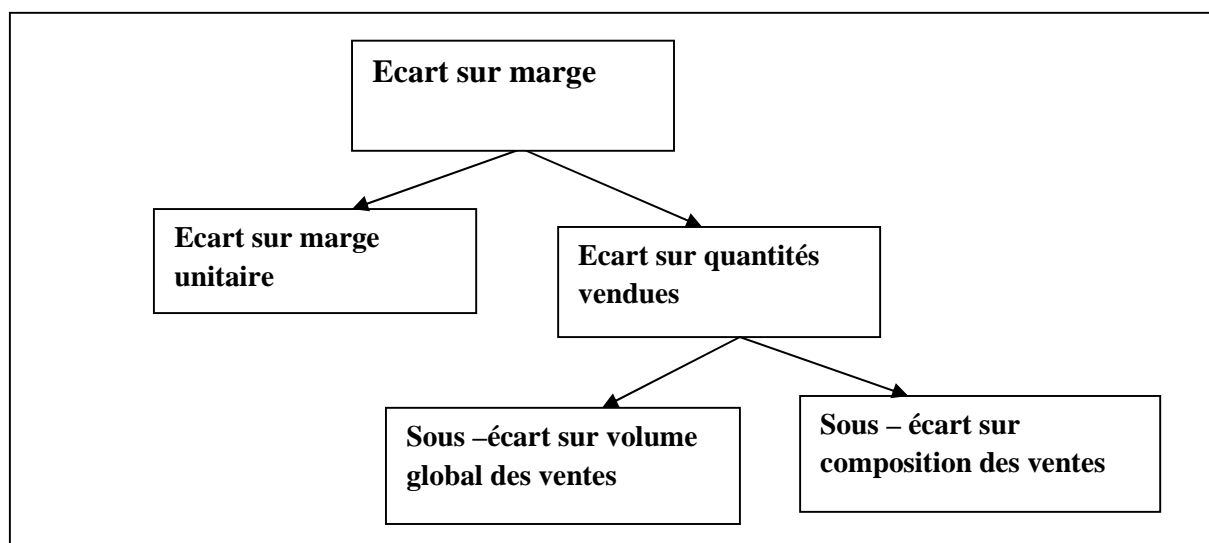 Ecart sur marge
Ecart sur marge
unitaire
Ecart sur quantités
vendues
Sous –écart sur volume
global des ventes
Sous – écart sur
composition des ventes